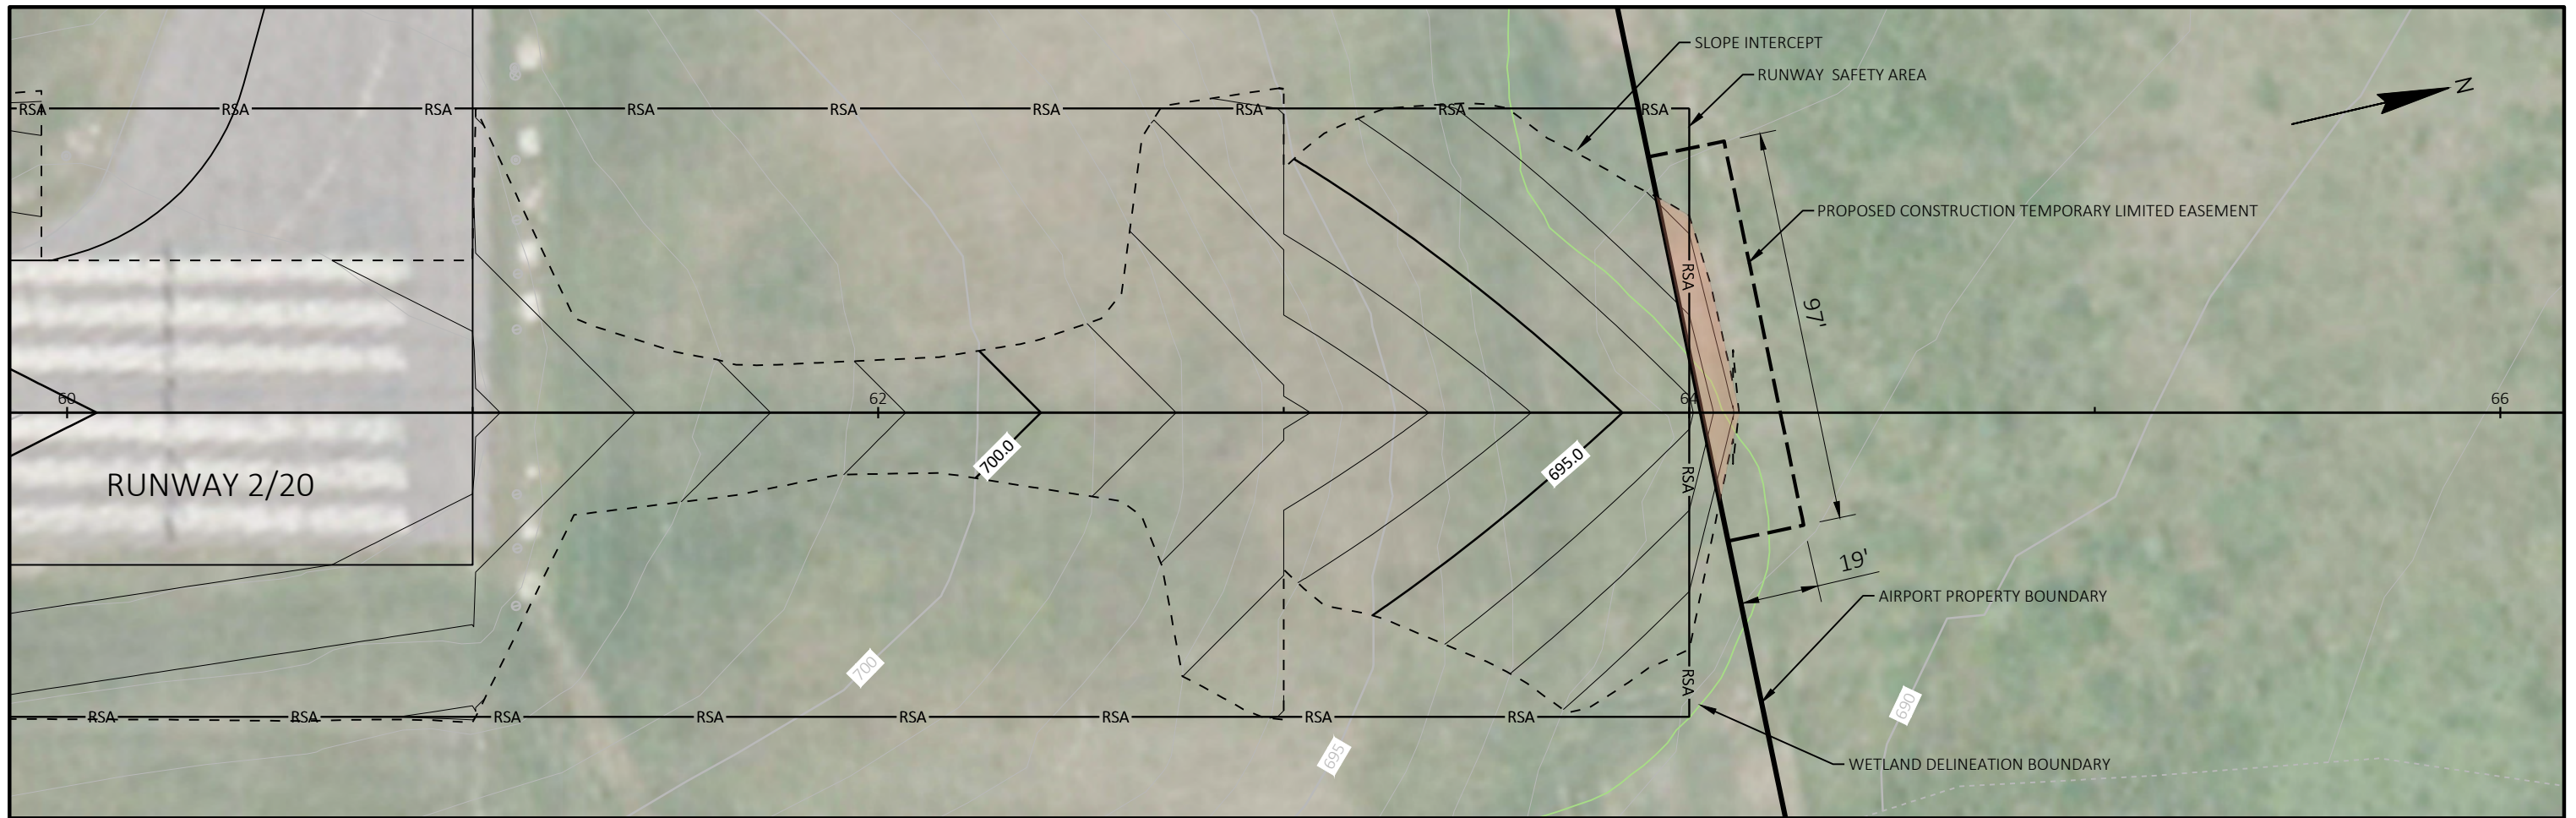 SLOPE INTERCEPT
RUNWAY SAFETY AREA
N
RSA RSA RSA RSA RSA RSA RSA RSA RSA
PROPOSED CONSTRUCTION TEMPORARY LIMITED EASEMENT
RSA
97'
60 62 64 66
700.0
695.0
RSA
RUNWAY 2/20
19'
AIRPORT PROPERTY BOUNDARY
700
RSA
690
RSA RSA RSA RSA RSA RSA RSA RSA
695
WETLAND DELINEATION BOUNDARY